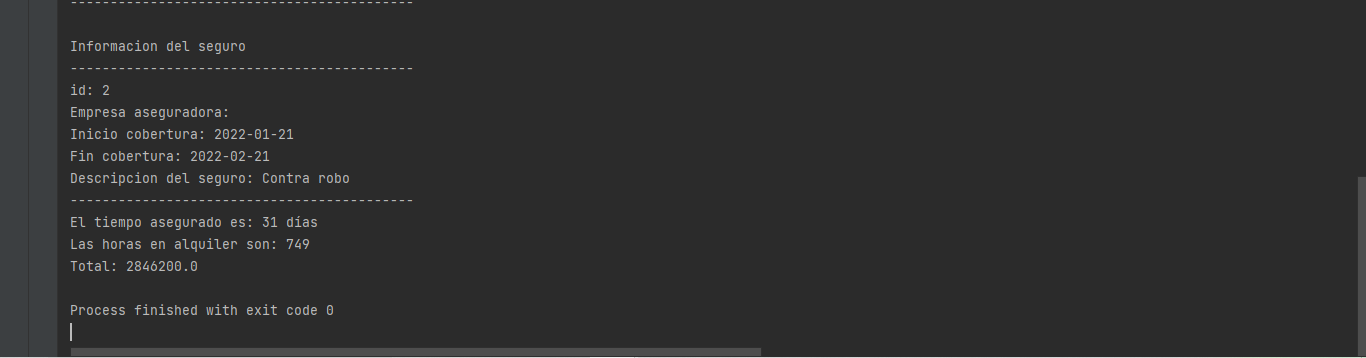 -------------------------------------------
Informacion del seguro
-------------------------------------------
id: 2
Empresa aseguradora:
Inicio cobertura: 2022-01-21
Fin cobertura: 2022-02-21
Descripcion del seguro: Contra robo
-------------------------------------------
El tiempo asegurado es: 31 días
Las horas en alquiler son: 749
Total: 2846200.0
Process finished with exit code 0